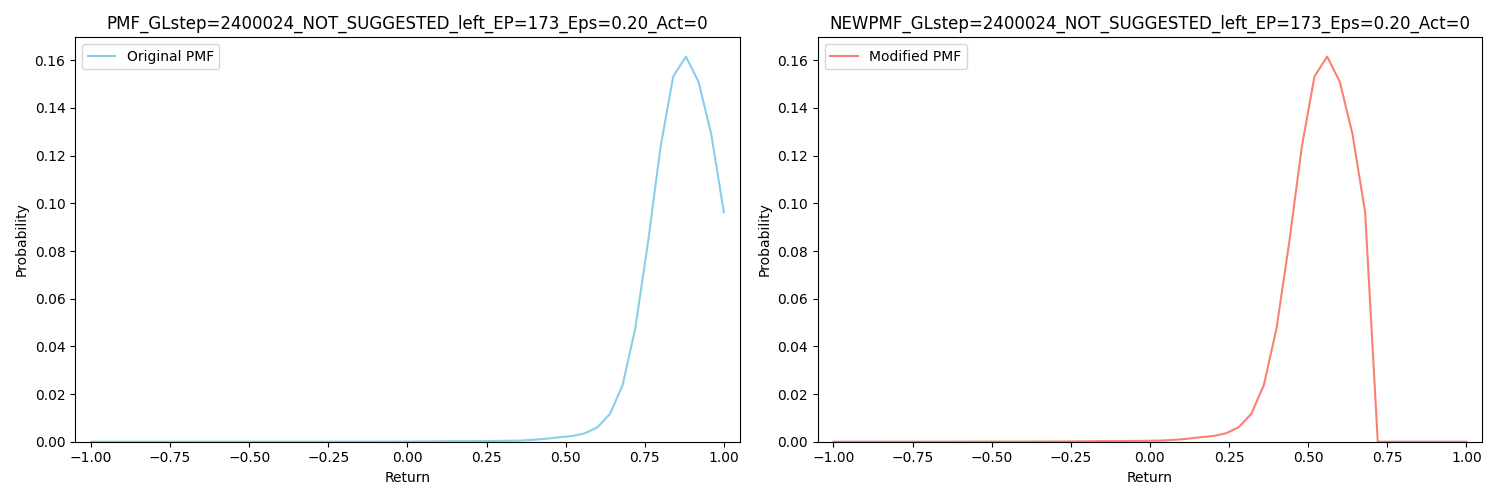 PMF_GLstep=2400024_NOT_SUGGESTED_left_EP=173_Eps=0.20_Act=0
Original PMF
0.16
0.14
0.12
0.10
0.08
0.06
0.04
0.02
0.00
Probability
−1.00 −0.75 −0.50 −0.25 0.00 0.25 0.50 0.75 1.00
Return
NEWPMF_GLstep=2400024_NOT_SUGGESTED_left_EP=173_Eps=0.20_Act=0
Modified PMF
0.16
0.14
0.12
0.10
0.08
0.06
0.04
0.02
0.00
Probability
−1.00 −0.75 −0.50 −0.25 0.00 0.25 0.50 0.75 1.00
Return